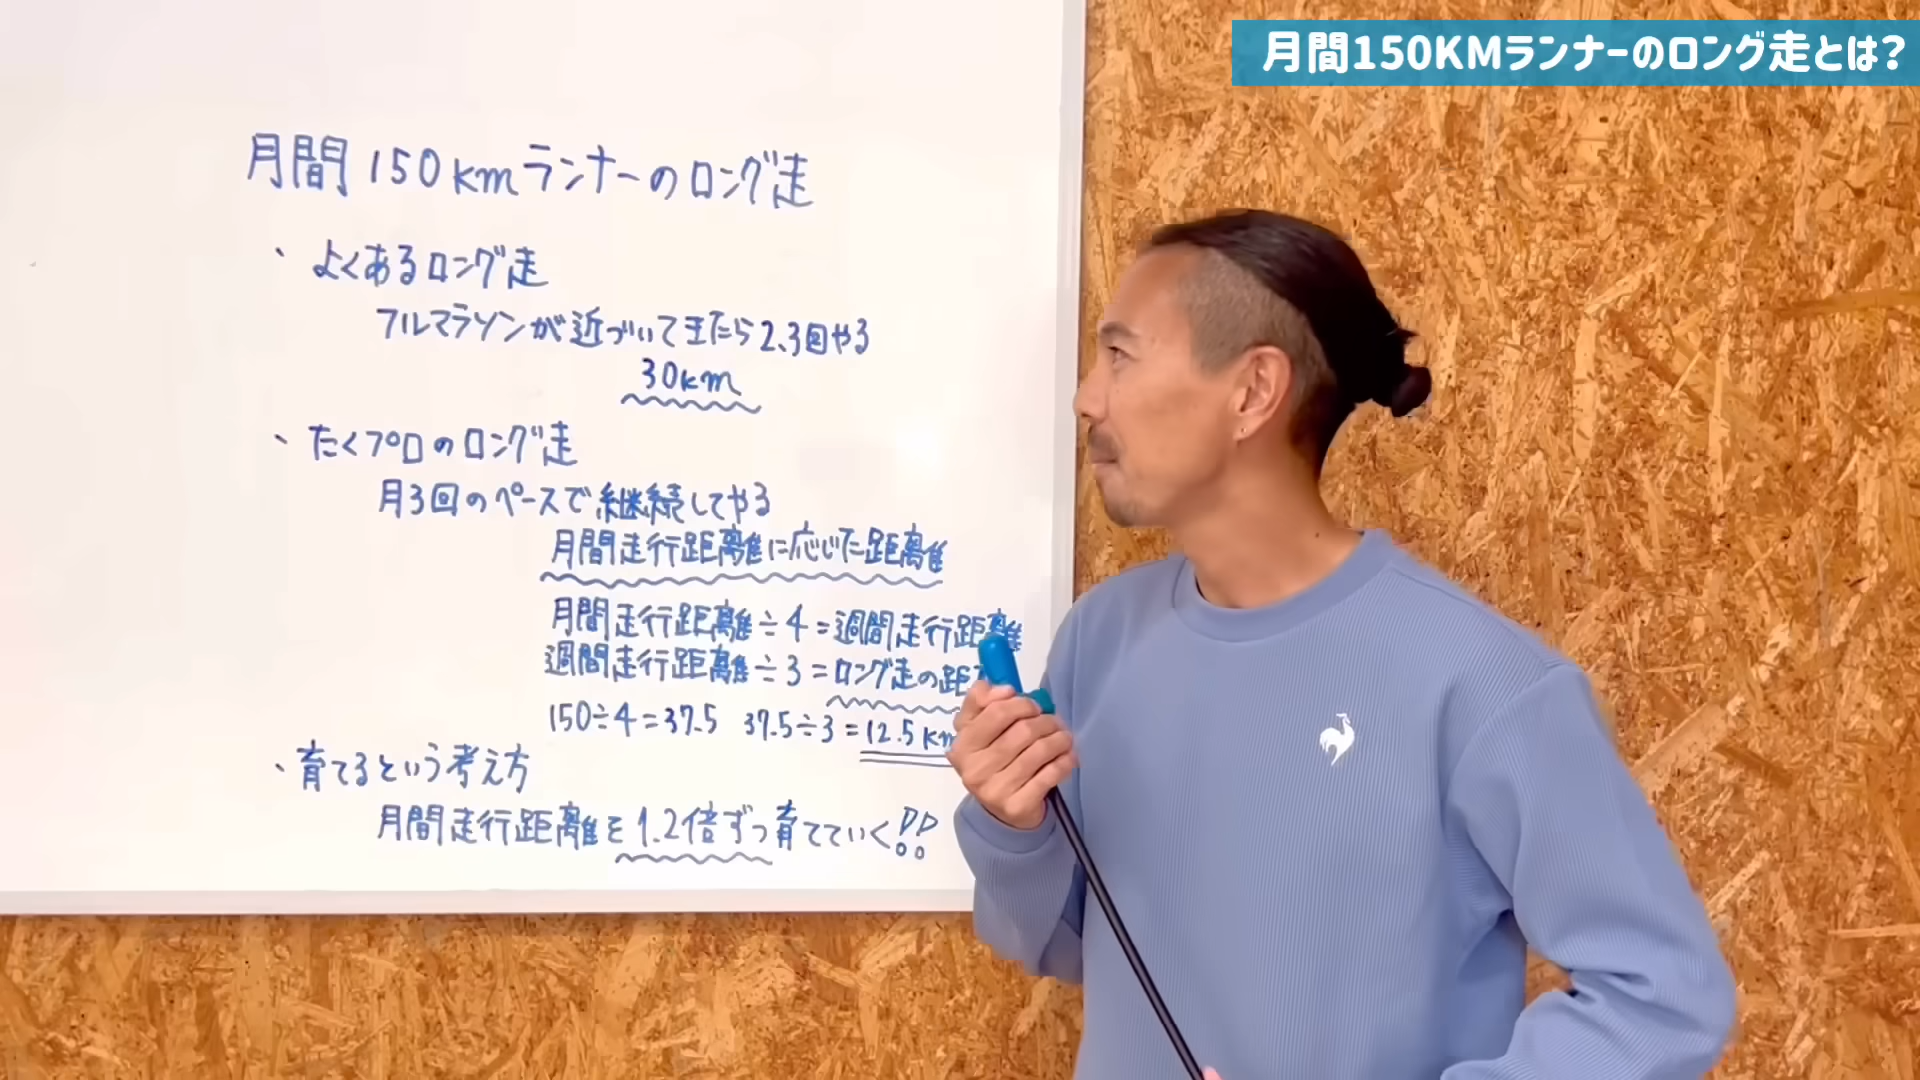 月間150KMランナーのロング走とは?
月間150kmランナーのロング走
・よくあるロング走
フルマラソンが近づいてきたら2、3回やる
30km
・たくプロのロング走
月3回のペースで継続してやる
月間走行距離に応じた距離
月間走行距離÷4=週間走行距離
週間走行距離÷3=ロング走の距
150÷4=37.5 37.5÷3=12.5km
・育てるという考え方
月間走行距離を1.2倍ずつ育てていく!!